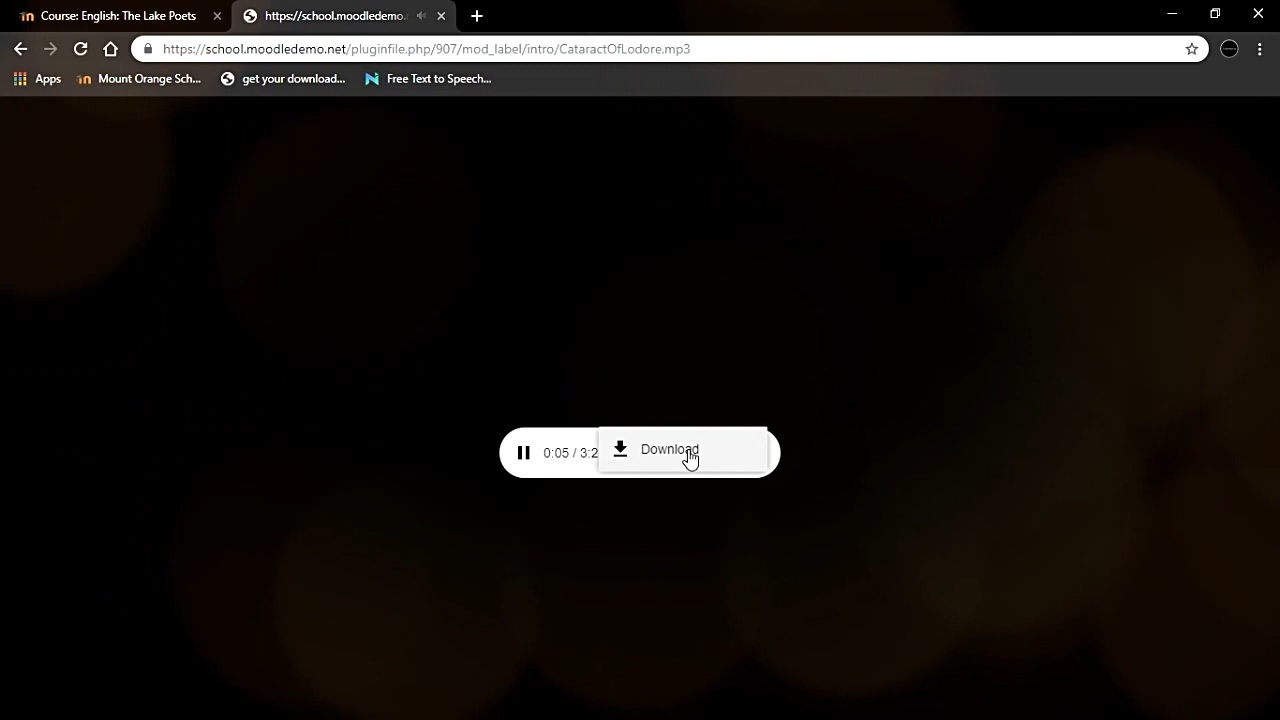 Course: English: The Lake Poets
https://school.moodledemo.
https://school.moodledemo.net/pluginfile.php/907/mod_label/intro/CataractOfLodore.mp3
Apps
Mount Orange Sch...
get your download...
Free Text to Speech...
0:05 / 3:2
Download